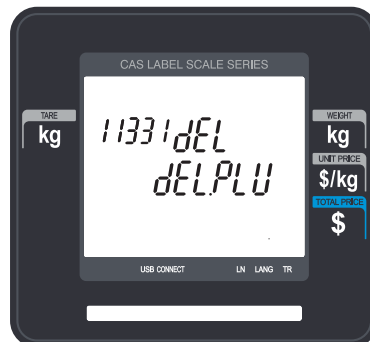 CAS LABEL SCALE SERIES
TARE
kg
11331dEL
dEL.PLU
WEIGHT
kg
UNIT PRICE
$/kg
TOTAL PRICE
$
USB CONNECT LN LANG TR